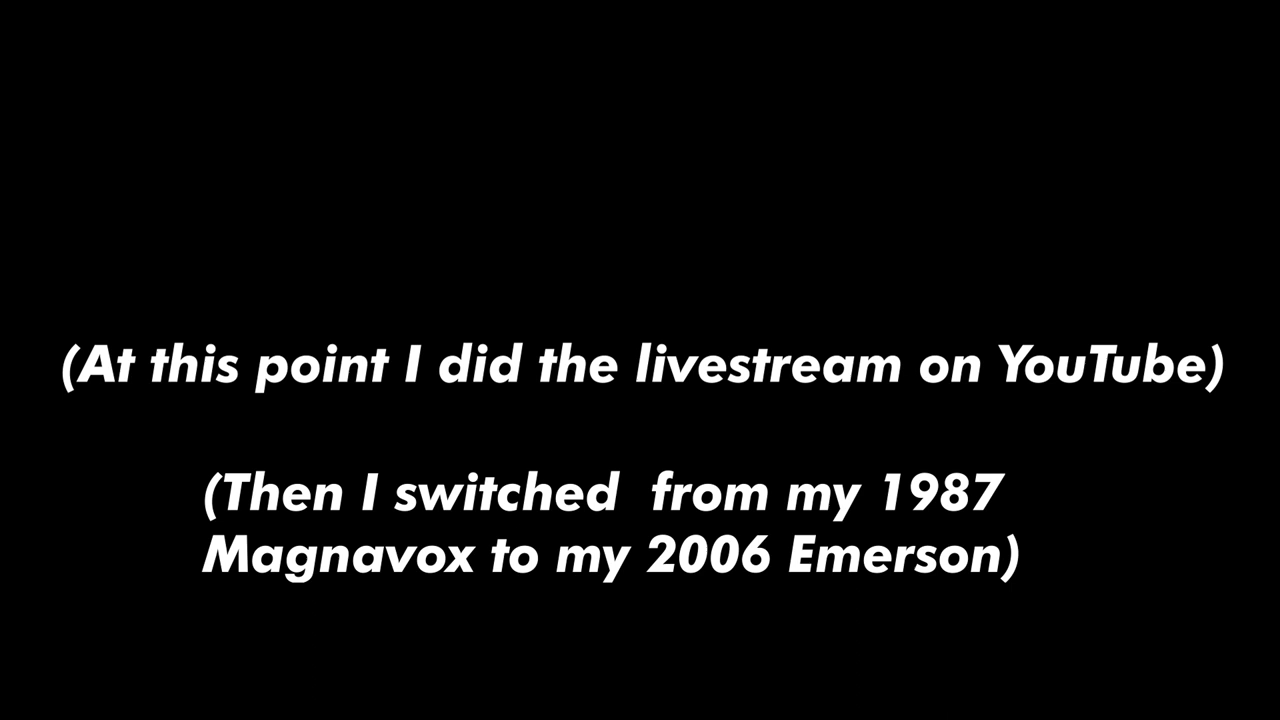 (At this point I did the livestream on YouTube)
(Then I switched  from my 1987
Magnavox to my 2006 Emerson)